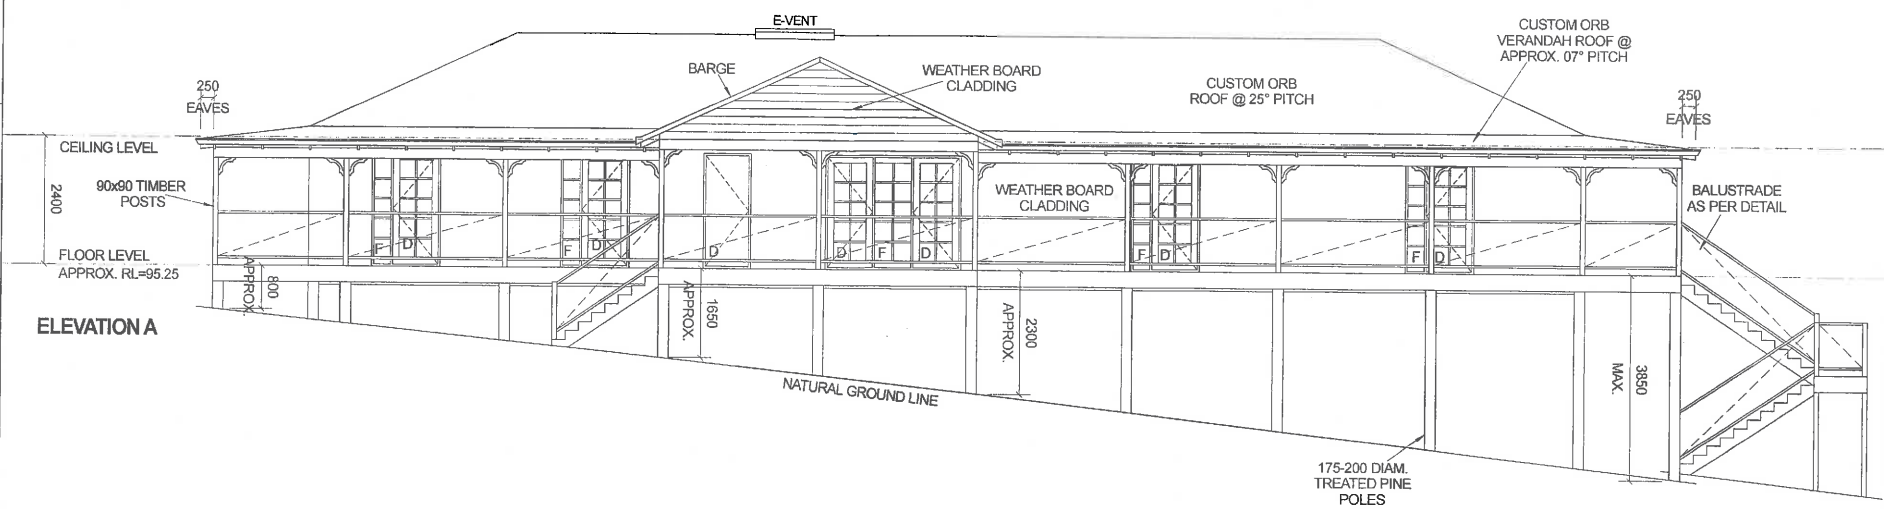 E-VENT
CUSTOM ORB
VERANDAH ROOF @
APPROX. 07° PITCH
BARGE
WEATHER BOARD
CLADDING
CUSTOM ORB
ROOF @ 25° PITCH
250
EAVES
250
EAVES
CEILING LEVEL
2400
90x90 TIMBER
POSTS
WEATHER BOARD
CLADDING
BALUSTRADE
AS PER DETAIL
F D
F D
D
D F D
F D
F D
FLOOR LEVEL
APPROX. RL=95.25
800
APPROX.
1650
APPROX.
2300
APPROX.
3850
MAX.
ELEVATION A
NATURAL GROUND LINE
175-200 DIAM.
TREATED PINE
POLES